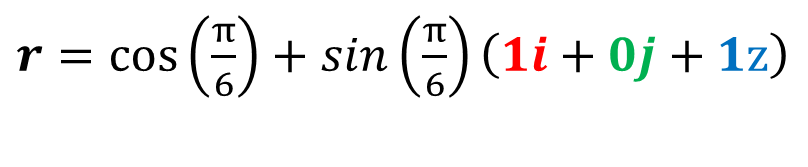 r = cos(π/6) + sin(π/6) (1i + 0j + 1z)